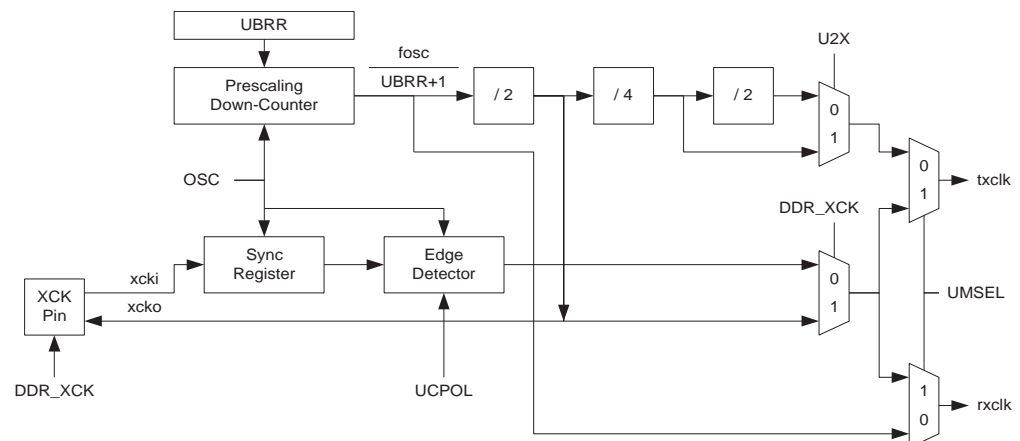 UBRR
U2X
fosc
UBRR+1
Prescaling
Down-Counter
/ 2
/ 4
/ 2
0
1
OSC
0
1
txclk
DDR_XCK
Sync
Register
Edge
Detector
xcki
XCK
Pin
xcko
0
1
UMSEL
DDR_XCK
UCPOL
1
0
rxclk